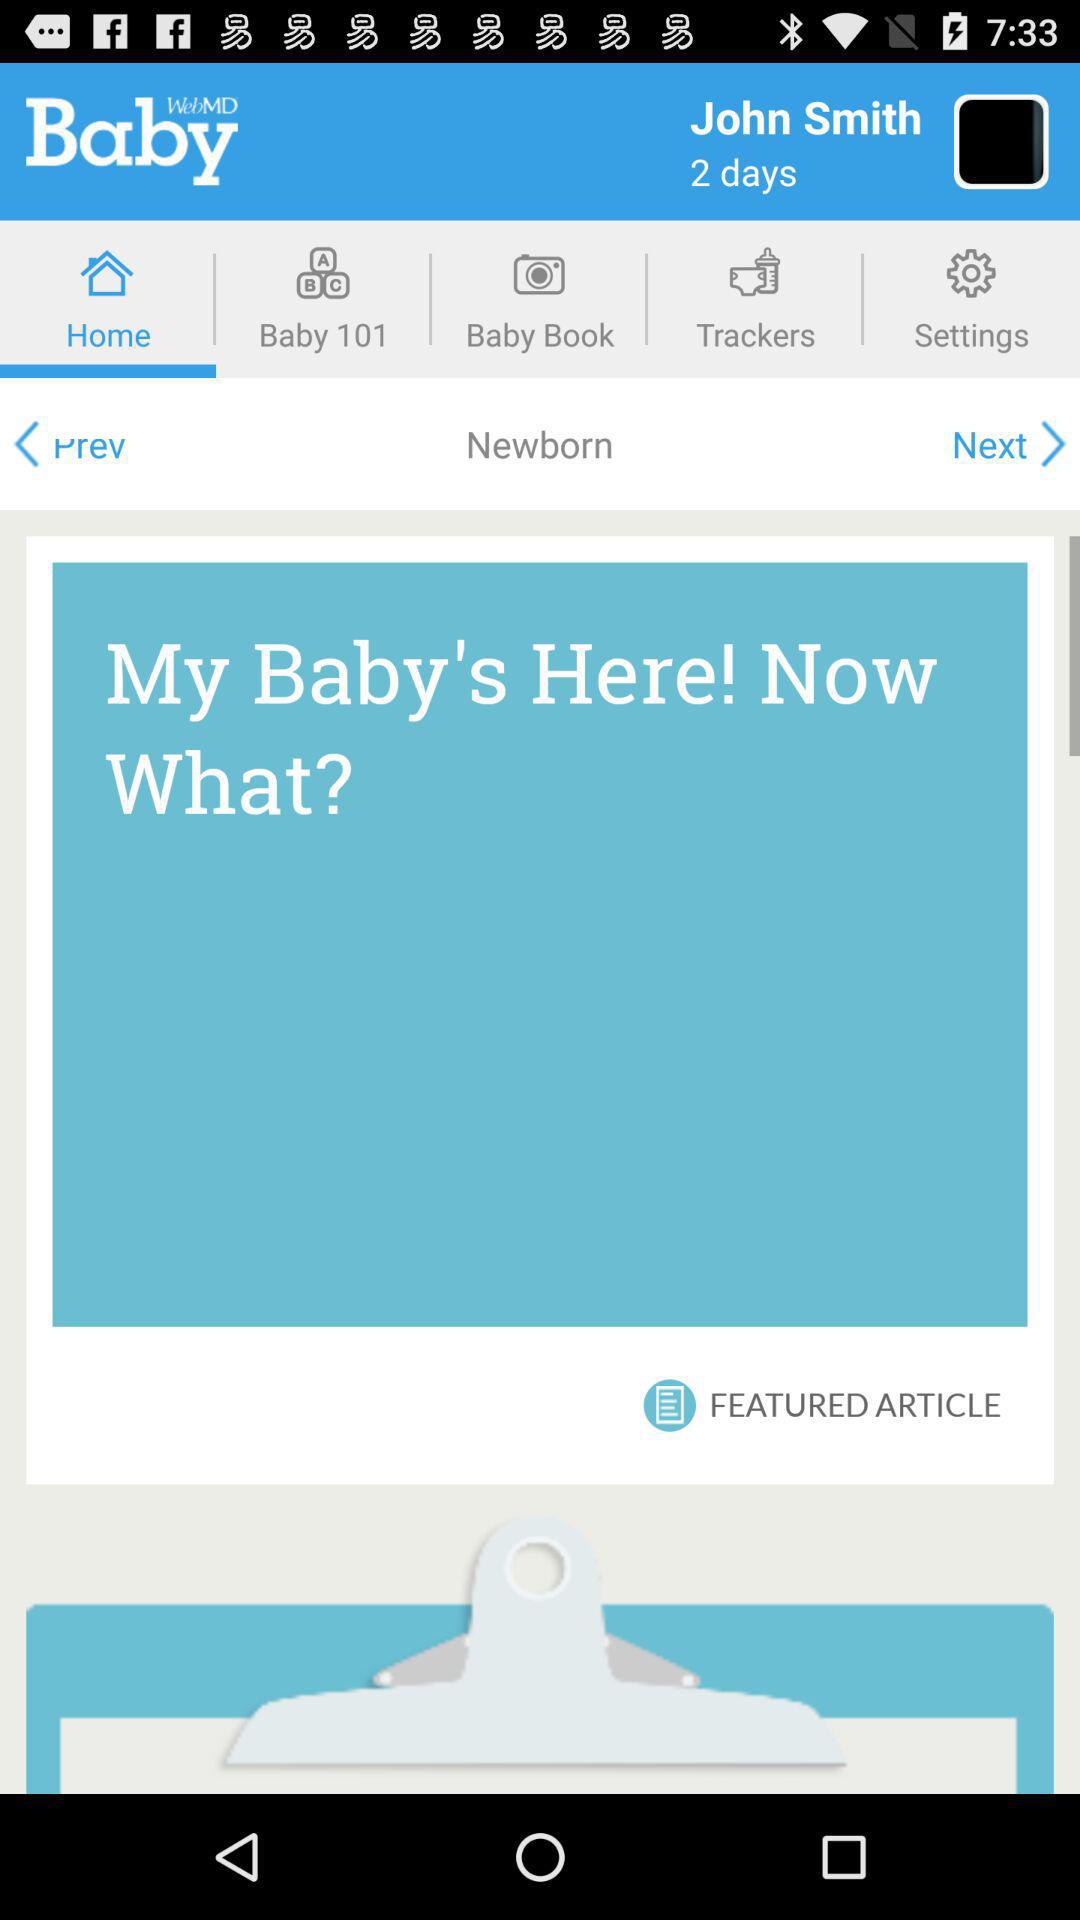 7:33
WebMD
Baby
John Smith
2 days
A
B C
Home
Baby 101
Baby Book
Trackers
Settings
Prev
Newborn
Next
My Baby's Here! Now
What?
FEATURED ARTICLE